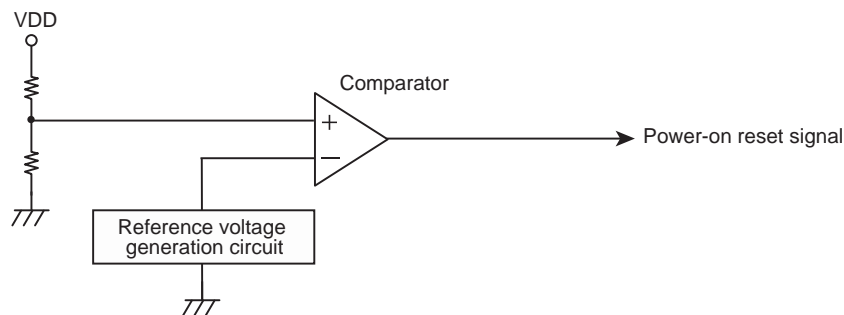 VDD
Comparator
+
−
Power-on reset signal
Reference voltage
generation circuit